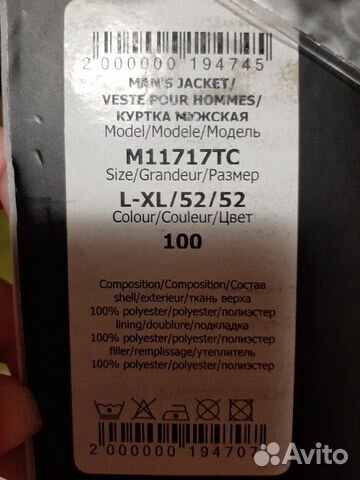 2 000000 194745
MAN'S JACKET/
VESTE POUR HOMMES/
КУРТКА МУЖСКАЯ
Model/Modele/Модель
M11717TC
Size/Grandeur/Размер
L-XL/52/52
Colour/Couleur/Цвет
100
Composition/Composition/Состав
shell/exterieur/ткань верха
100% polyester/polyester/полиэстер
lining/doublure/подкладка
100% polyester/polyester/полиэстер
filler/remplissage/утеплитель
100% polyester/polyester/полиэстер
2 000000 194707
Avito